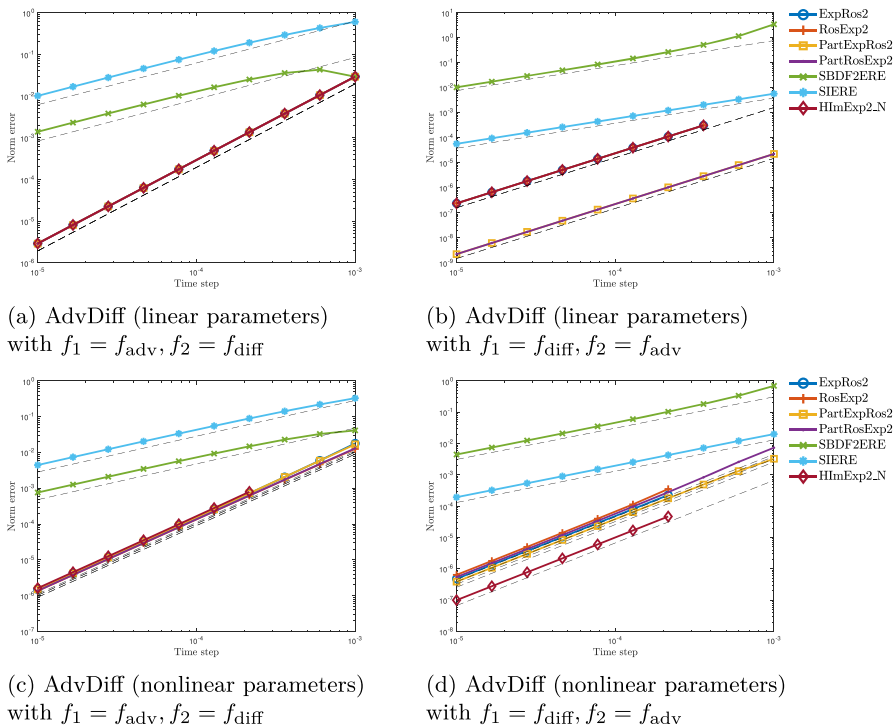 10^0
10^-1
10^-2
10^-3
10^-4
10^-5
10^-6
Norm error
10^-5
10^-4
10^-3
Time step
(a) AdvDiff (linear parameters)
with f_1 = f_adv, f_2 = f_diff
10^1
10^0
10^-1
10^-2
10^-3
10^-4
10^-5
10^-6
10^-7
10^-8
10^-9
Norm error
10^-5
10^-4
10^-3
Time step
ExpRos2
RosExp2
PartExpRos2
PartRosExp2
SBDF2ERE
SIERE
HImExp2_N
(b) AdvDiff (linear parameters)
with f_1 = f_diff, f_2 = f_adv
10^0
10^-1
10^-2
10^-3
10^-4
10^-5
10^-6
10^-7
Norm error
10^-5
10^-4
10^-3
Time step
(c) AdvDiff (nonlinear parameters)
with f_1 = f_adv, f_2 = f_diff
10^0
10^-1
10^-2
10^-3
10^-4
10^-5
10^-6
10^-7
10^-8
Norm error
10^-5
10^-4
10^-3
Time step
ExpRos2
RosExp2
PartExpRos2
PartRosExp2
SBDF2ERE
SIERE
HImExp2_N
(d) AdvDiff (nonlinear parameters)
with f_1 = f_diff, f_2 = f_adv